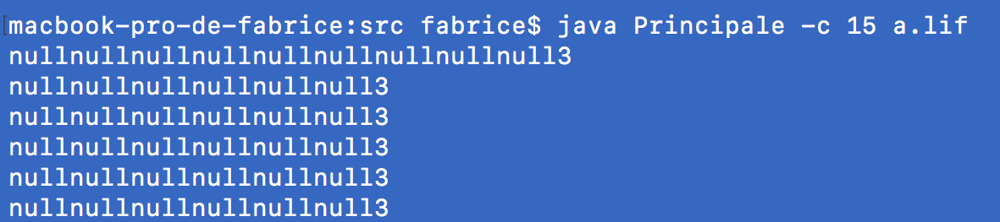 [macbook-pro-de-fabrice:src fabrice$ java Principale -c 15 a.lif
nullnullnullnullnullnullnullnullnull3
nullnullnullnullnullnull3
nullnullnullnullnullnull3
nullnullnullnullnullnull3
nullnullnullnullnullnull3
nullnullnullnullnullnull3